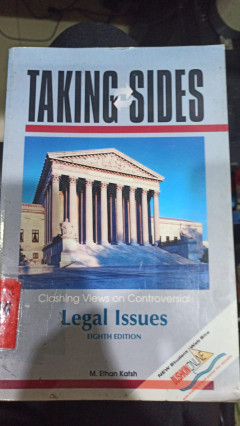 TAKING SIDES
Clashing Views on Controversial
Legal Issues
EIGHTH EDITION
M. Ethan Katsh